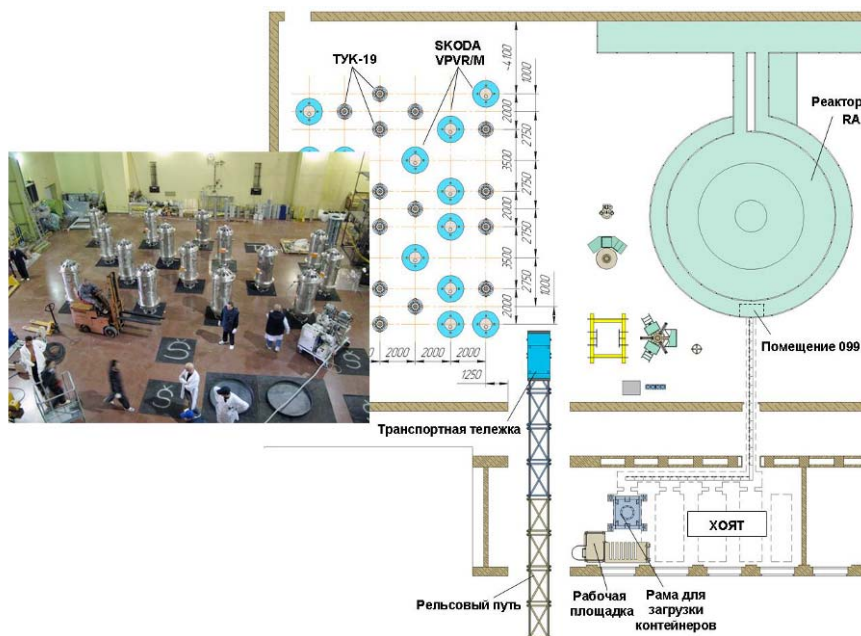 ТУК-19
SKODA
VPVR/M
~4100
1000
2000
2750
3500
2750
2000
2750
3500
2750
2000
1000
Реактор
RA
Помещение 099
2000
2000
2000
1250
Транспортная тележка
ХОЯТ
Рельсовый путь
Рабочая
площадка
Рама для
загрузки
контейнеров
Š
Š
Š